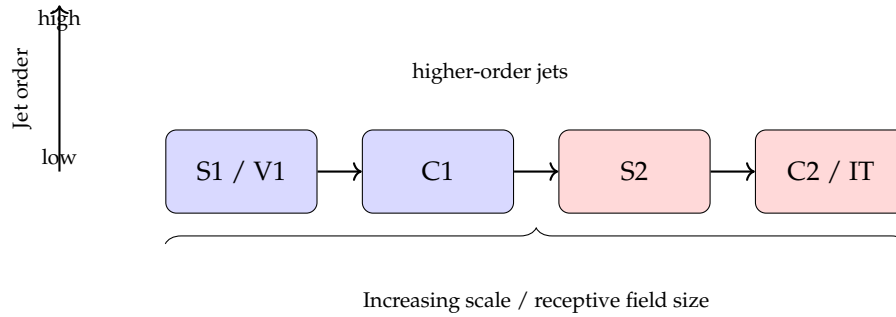 high
Jet order
low
higher-order jets
S1 / V1
C1
S2
C2 / IT
Increasing scale / receptive field size